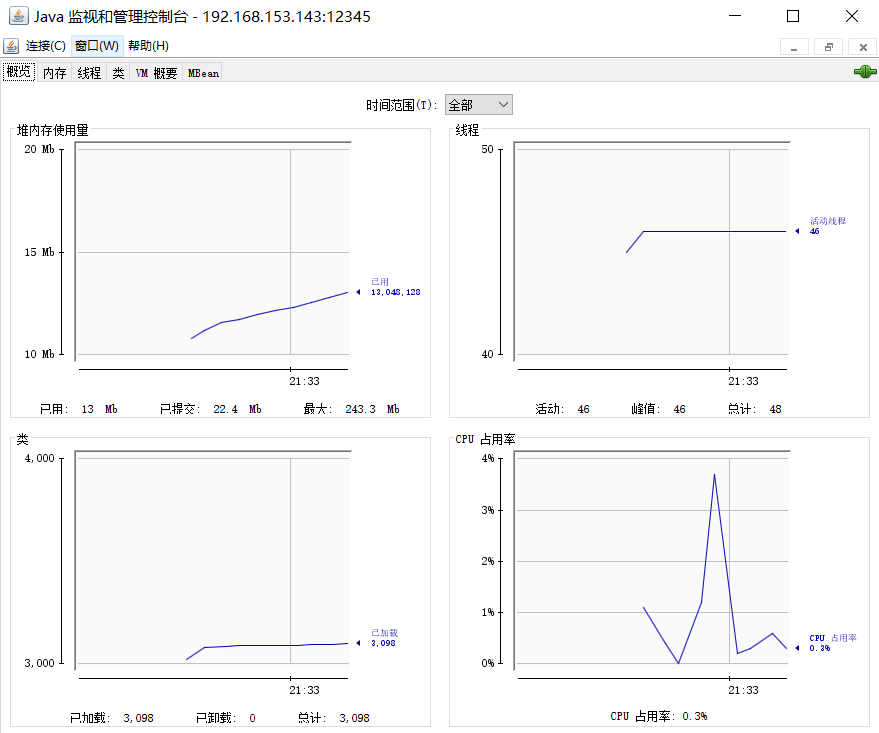 Java 监视和管理控制台 - 192.168.153.143:12345
连接(C) 窗口(W) 帮助(H)
概览 内存 线程 类 VM 概要 MBean
时间范围(T): 全部
堆内存使用量
20 Mb
15 Mb
10 Mb
已用
13,048,128
21:33
已用: 13 Mb 已提交: 22.4 Mb 最大: 243.3 Mb
线程
50
40
活动线程
46
21:33
活动: 46 峰值: 46 总计: 48
类
4,000
3,000
已加载
3,098
21:33
已加载: 3,098 已卸载: 0 总计: 3,098
CPU 占用率
4%
3%
2%
1%
0%
CPU 占用率
0.3%
21:33
CPU 占用率: 0.3%